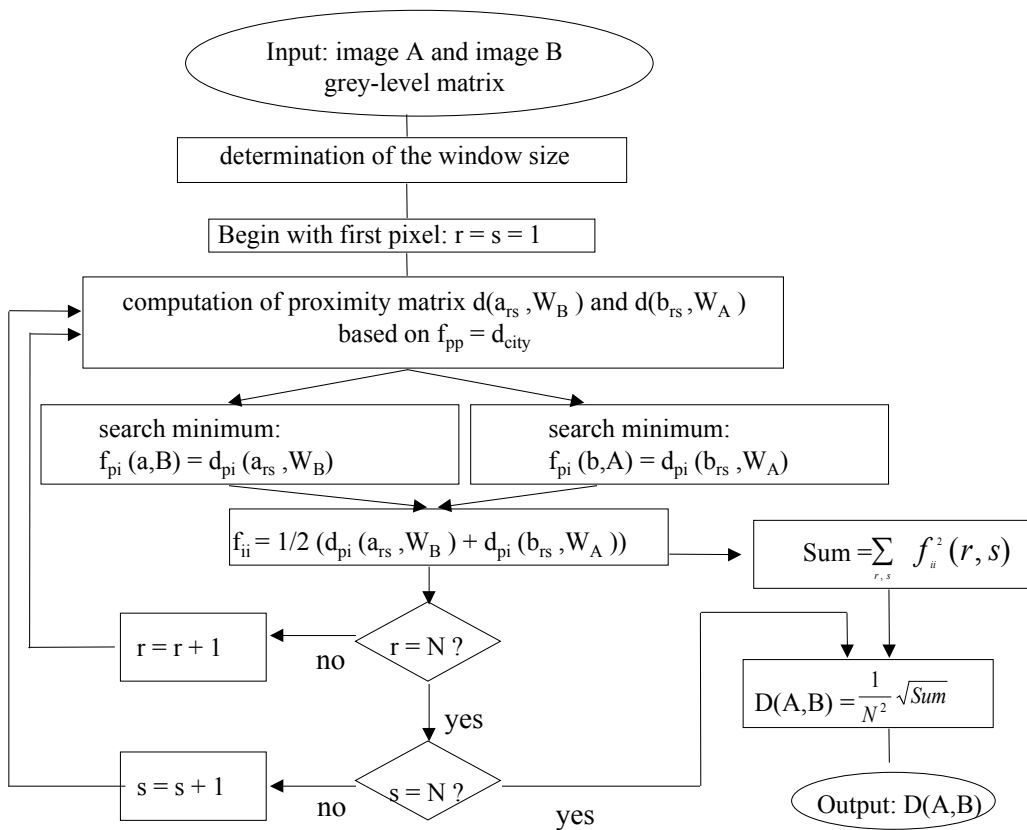 Input: image A and image B
grey-level matrix
determination of the window size
Begin with first pixel: r = s = 1
computation of proximity matrix d(a_rs ,W_B ) and d(b_rs ,W_A )
based on f_pp = d_city
search minimum:
f_pi (a,B) = d_pi (a_rs ,W_B)
search minimum:
f_pi (b,A) = d_pi (b_rs ,W_A)
f_ii = 1/2 (d_pi (a_rs ,W_B ) + d_pi (b_rs ,W_A ))
Sum = ∑_{r,s} f_ii^2 (r, s)
r = r + 1
no
r = N ?
yes
D(A,B) = 1/N^2 √Sum
s = s + 1
no
s = N ?
yes
Output: D(A,B)